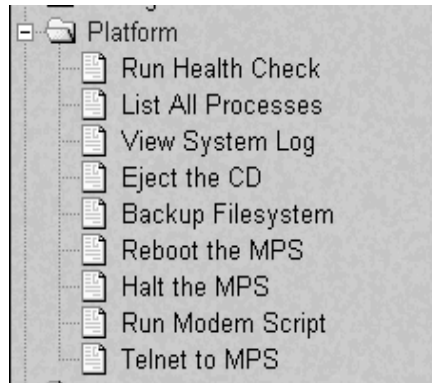 Platform
Run Health Check
List All Processes
View System Log
Eject the CD
Backup Filesystem
Reboot the MPS
Halt the MPS
Run Modem Script
Telnet to MPS